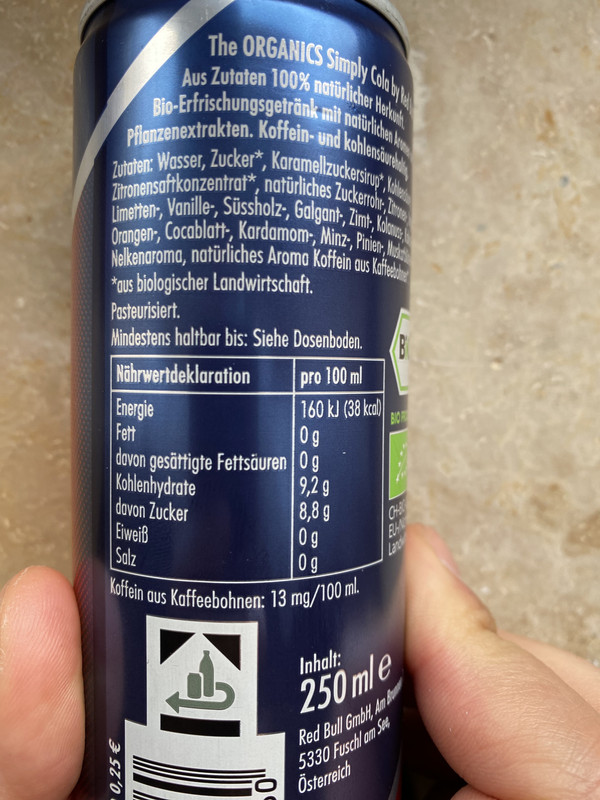 The ORGANICS Simply Cola by Red
Aus Zutaten 100% natürlicher Herkunft.
Bio-Erfrischungsgetränk mit natürlichen
Pflanzenextrakten. Koffein- und kohlensäurehaltig
Zutaten: Wasser, Zucker*, Karamellzuckersirup*,
Zitronensaftkonzentrat*, natürliches Zuckerrohr-, Zitronen-,
Limetten-, Vanille-, Süssholz-, Galgant-, Zimt-, Kolanuss-,
Orangen-, Cocablatt-, Kardamom-, Minz-, Pinien-,
Nelkenaroma, natürliches Aroma Koffein aus Kaffeebohnen
*aus biologischer Landwirtschaft.
Pasteurisiert.
Mindestens haltbar bis: Siehe Dosenboden.
Nährwertdeklaration pro 100 ml
Energie 160 kJ (38 kcal)
Fett 0 g
davon gesättigte Fettsäuren 0 g
Kohlenhydrate 9,2 g
davon Zucker 8,8 g
Eiweiß 0 g
Salz 0 g
Koffein aus Kaffeebohnen: 13 mg/100 ml.
Inhalt:
250 ml e
Red Bull GmbH, Am
5330 Fuschl am See,
Österreich
0,25 €